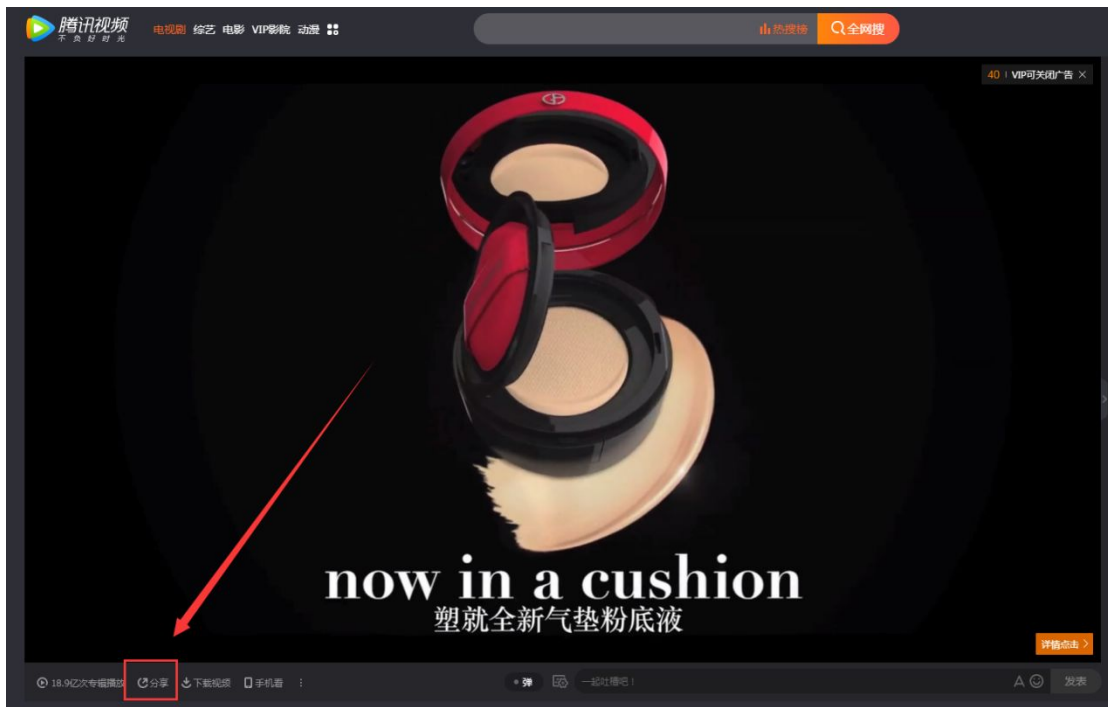 腾讯视频
不负好时光
电视剧 综艺 电影 VIP影院 动漫
热搜榜
全网搜
40 VIP可关闭广告 ×
now in a cushion
塑就全新气垫粉底液
详情点击 >
18.9亿次专辑播放 分享 下载视频 手机看
弹 一起吐槽吧！
A 发表